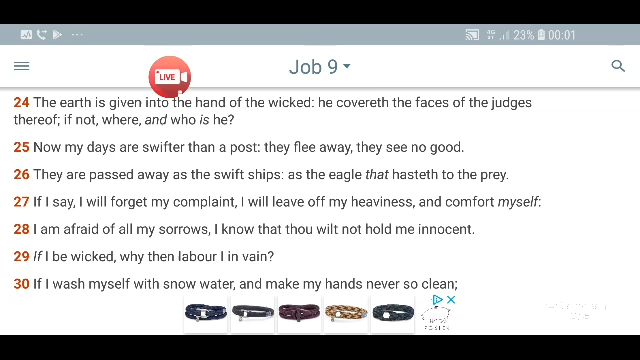 23% 00:01
LIVE
Job 9
24 The earth is given into the hand of the wicked: he covereth the faces of the judges
thereof; if not, where, and who is he?
25 Now my days are swifter than a post: they flee away, they see no good.
26 They are passed away as the swift ships: as the eagle that hasteth to the prey.
27 If I say, I will forget my complaint, I will leave off my heaviness, and comfort myself:
28 I am afraid of all my sorrows, I know that thou wilt not hold me innocent.
29 If I be wicked, why then labour I in vain?
30 If I wash myself with snow water, and make my hands never so clean;